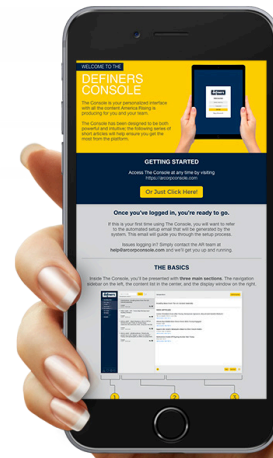 WELCOME TO THE
DEFINERS
CONSOLE
The Console is your personalized interface
with all the content America Rising is
producing for you and your team.
The Console has been designed to be both
powerful and intuitive; the following series of
short articles will help ensure you get the
most from the platform.
GETTING STARTED
Access The Console at any time by visiting
https://arcorpconsole.com
Or Just Click Here!
Once you've logged in, you're ready to go.
If this is your first time using The Console, you will want to refer
to the automated setup email that will be generated by the
system. This email will guide you through the setup process.
Issues logging in? Simply contact the AR team at
help@arcorpconsole.com and we'll get you up and running.
THE BASICS
Inside The Console, you'll be presented with three main sections. The navigation
sidebar on the left, the content list in the center, and the display window on the right.
1
2
3